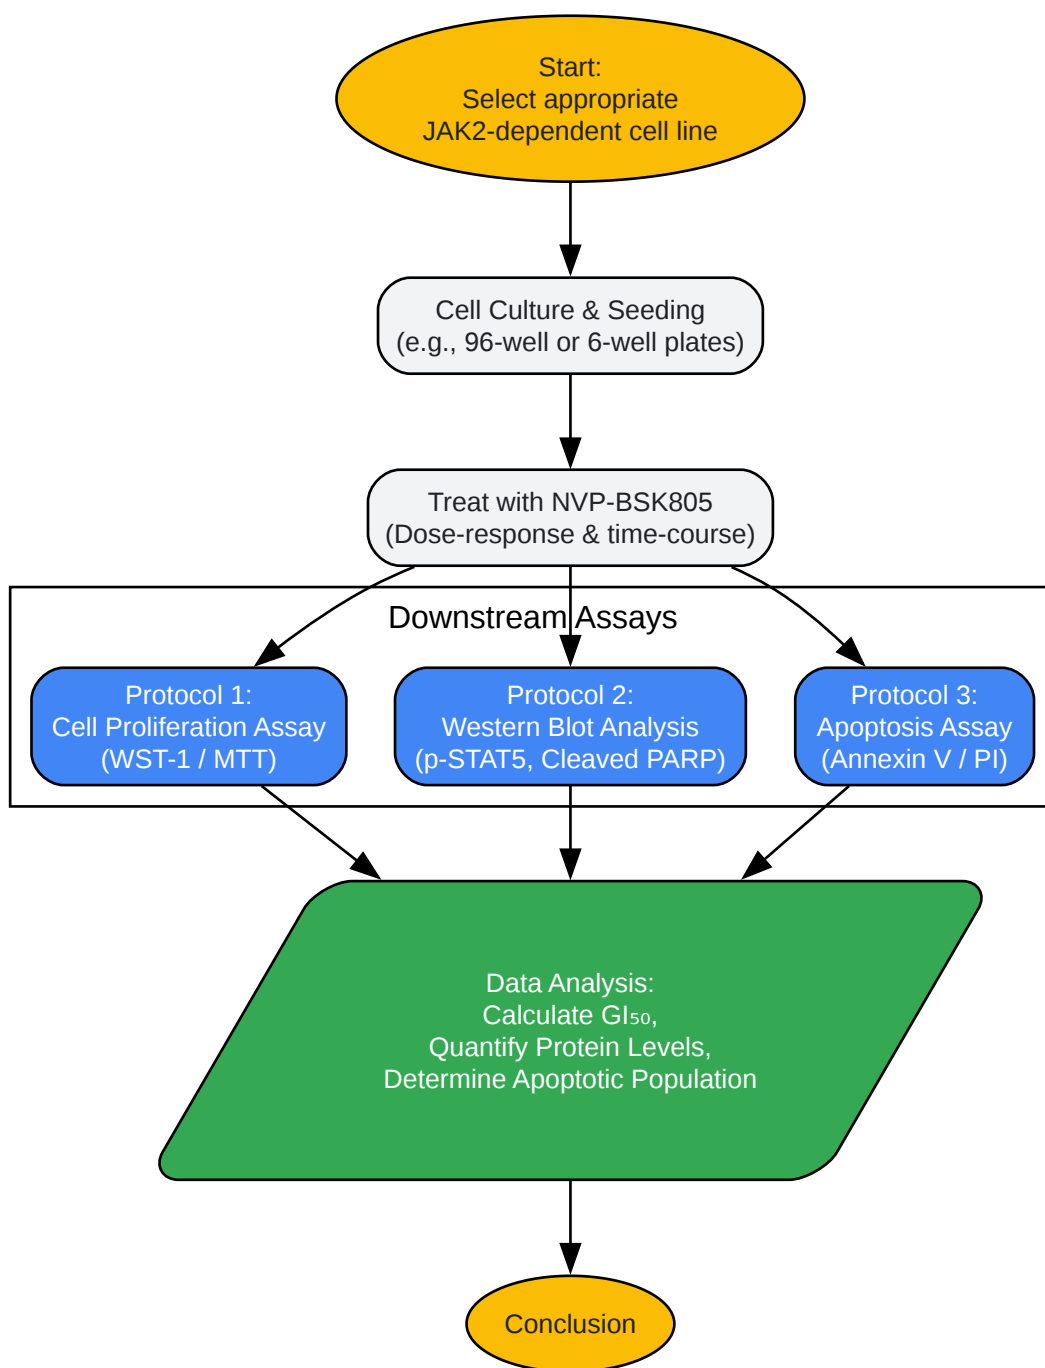 Start:
Select appropriate
JAK2-dependent cell line
Cell Culture & Seeding
(e.g., 96-well or 6-well plates)
Treat with NVP-BSK805
(Dose-response & time-course)
Downstream Assays
Protocol 1:
Cell Proliferation Assay
(WST-1 / MTT)
Protocol 2:
Western Blot Analysis
(p-STAT5, Cleaved PARP)
Protocol 3:
Apoptosis Assay
(Annexin V / PI)
Data Analysis:
Calculate GI₅₀,
Quantify Protein Levels,
Determine Apoptotic Population
Conclusion